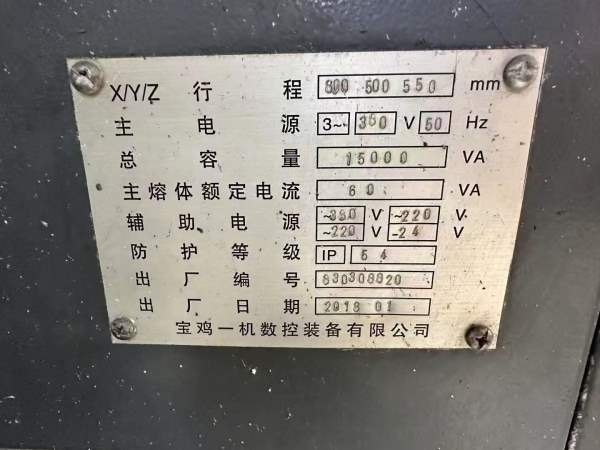 X/Y/Z 行程 800 500 550 mm
主电源 3~ 380 V 50 Hz
总容量 15000 VA
主熔体额定电流 60 VA
辅助电源 ~380 V ~220 V
~220 V -24 V
防护等级 IP 54
出厂编号 830308820
出厂日期 2018 01
宝鸡一机数控装备有限公司